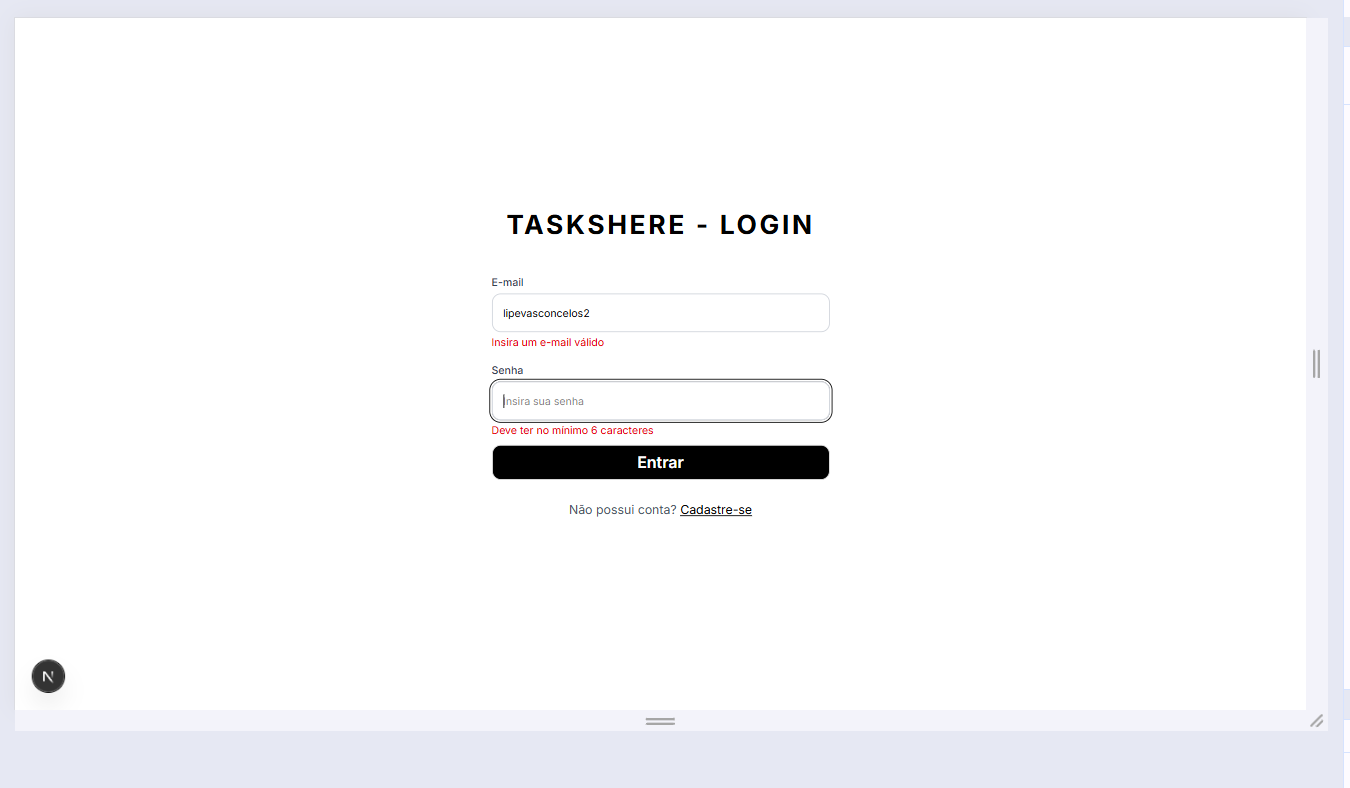 TASKSHERE - LOGIN
E-mail
lipevasconcelos2
Insira um e-mail válido
Senha
Insira sua senha
Deve ter no mínimo 6 caracteres
Entrar
Não possui conta? Cadastre-se
N